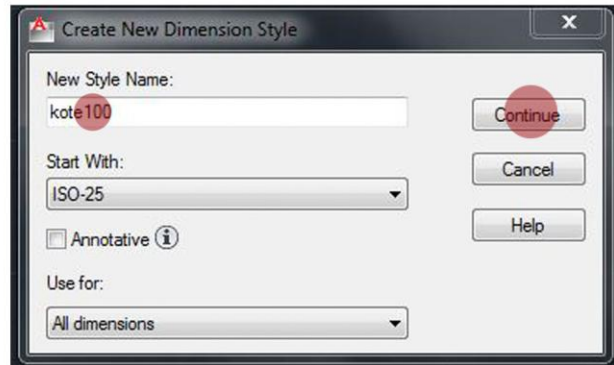 Create New Dimension Style
New Style Name:
kote100
Continue
Start With:
Cancel
ISO-25
Help
Annotative
Use for:
All dimensions